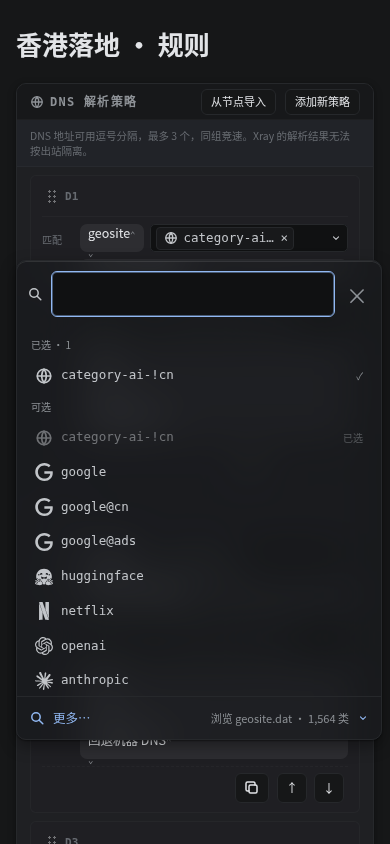 香港落地 · 规则
DNS 解析策略
从节点导入
添加新策略
DNS 地址可用逗号分隔，最多 3 个，同组竞速。Xray 的解析结果无法
按出站隔离。
D1
匹配
geosite
category-ai… ×
已选 · 1
category-ai-!cn ✓
可选
category-ai-!cn 已选
google
google@cn
google@ads
huggingface
netflix
openai
anthropic
更多…
浏览 geosite.dat · 1,564 类
回退机器 DNS
↑
↓
D3